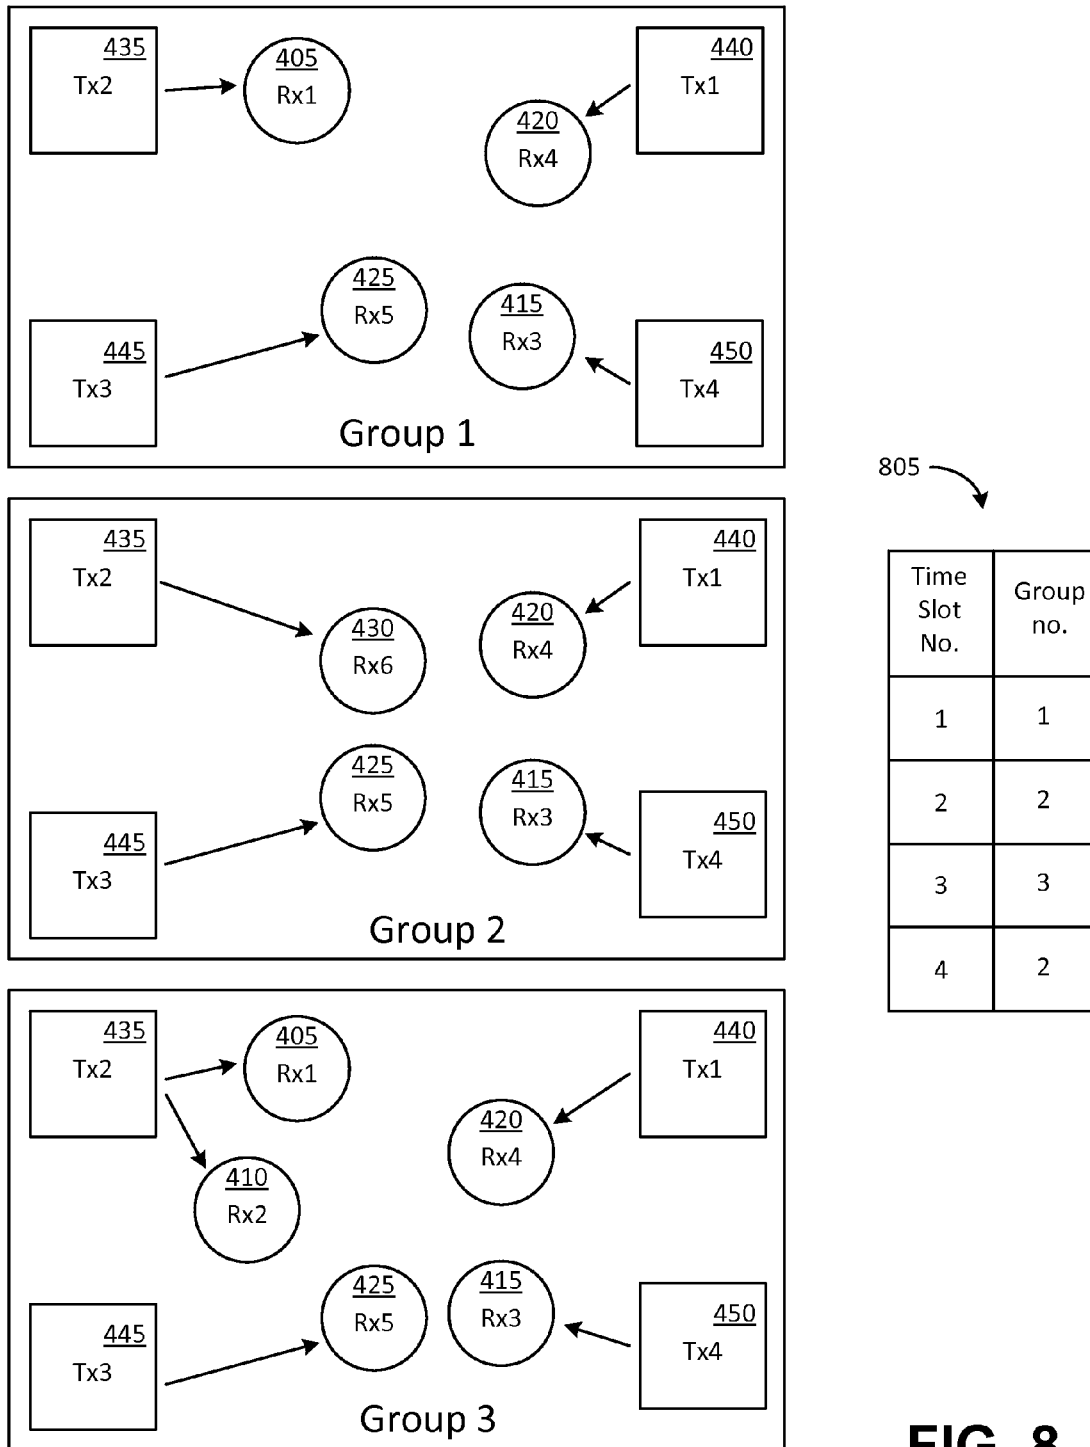 435
Tx2
405
Rx1
440
Tx1
420
Rx4
425
Rx5
415
Rx3
445
Tx3
450
Tx4
Group 1
435
Tx2
440
Tx1
430
Rx6
420
Rx4
425
Rx5
415
Rx3
445
Tx3
450
Tx4
Group 2
435
Tx2
405
Rx1
440
Tx1
420
Rx4
410
Rx2
425
Rx5
415
Rx3
445
Tx3
450
Tx4
Group 3
805
Time
Slot
No.
Group
no.
1 1
2 2
3 3
4 2
FIG. 8